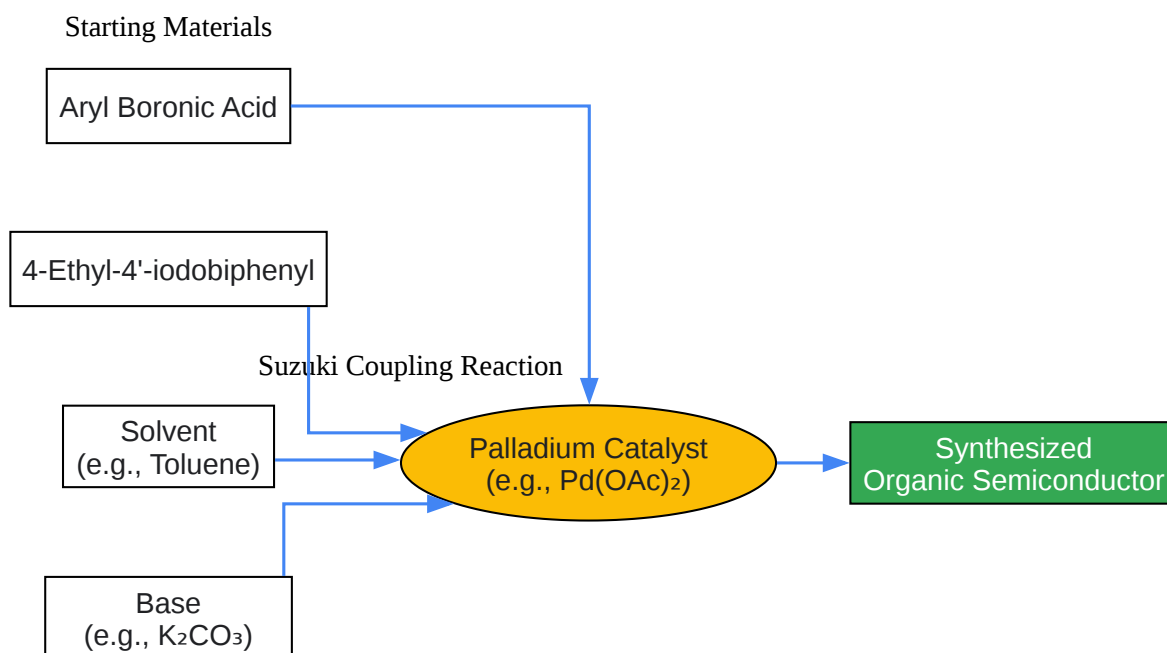 Starting Materials
Aryl Boronic Acid
4-Ethyl-4'-iodobiphenyl
Suzuki Coupling Reaction
Solvent
(e.g., Toluene)
Palladium Catalyst
(e.g., Pd(OAc)₂)
Synthesized
Organic Semiconductor
Base
(e.g., K₂CO₃)